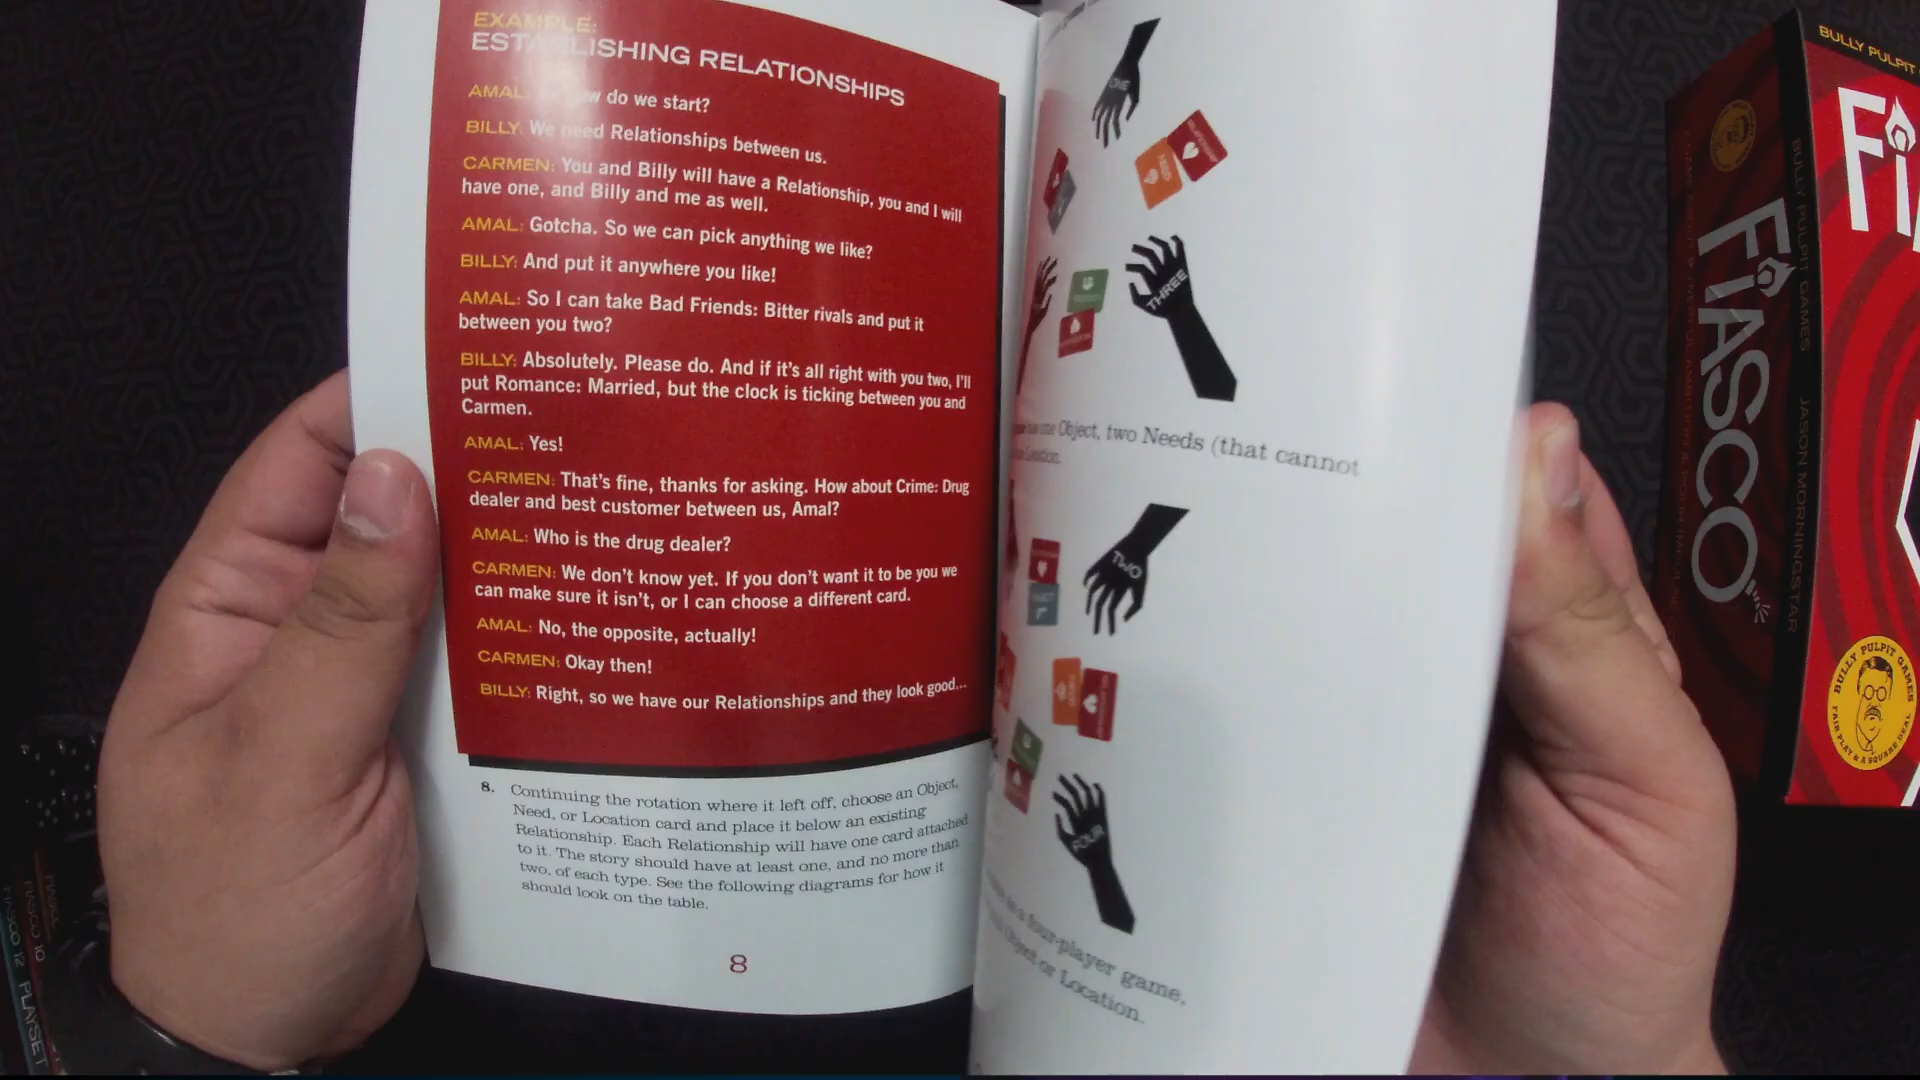 EXAMPLE:
ESTABLISHING RELATIONSHIPS
AMAL: do we start?
BILLY: We need Relationships between us.
CARMEN: You and Billy will have a Relationship, you and I will
have one, and Billy and me as well.
AMAL: Gotcha. So we can pick anything we like?
BILLY: And put it anywhere you like!
AMAL: So I can take Bad Friends: Bitter rivals and put it
between you two?
BILLY: Absolutely. Please do. And if it's all right with you two, I'll
put Romance: Married, but the clock is ticking between you and
Carmen.
AMAL: Yes!
CARMEN: That's fine, thanks for asking. How about Crime: Drug
dealer and best customer between us, Amal?
AMAL: Who is the drug dealer?
CARMEN: We don't know yet. If you don't want it to be you we
can make sure it isn't, or I can choose a different card.
AMAL: No, the opposite, actually!
CARMEN: Okay then!
BILLY: Right, so we have our Relationships and they look good...
8. Continuing the rotation where it left off, choose an Object,
Need, or Location card and place it below an existing
Relationship. Each Relationship will have one card attached
to it. The story should have at least one, and no more than
two, of each type. See the following diagrams for how it
should look on the table.
8
ONE
RELATIONSHIP
NEED
THREE
one Object, two Needs (that cannot
Location.
TWO
OBJECT
NEED
FOUR
as a four-player game,
Object or Location.
BULLY PULPIT
FIASCO
BULLY PULPIT GAMES
JASON MORNINGSTAR
Fi
BULLY PULPIT GAMES
FAIR PLAY & A SQUARE DEAL
FIASCO 10
FIASCO 12 PLAYSET